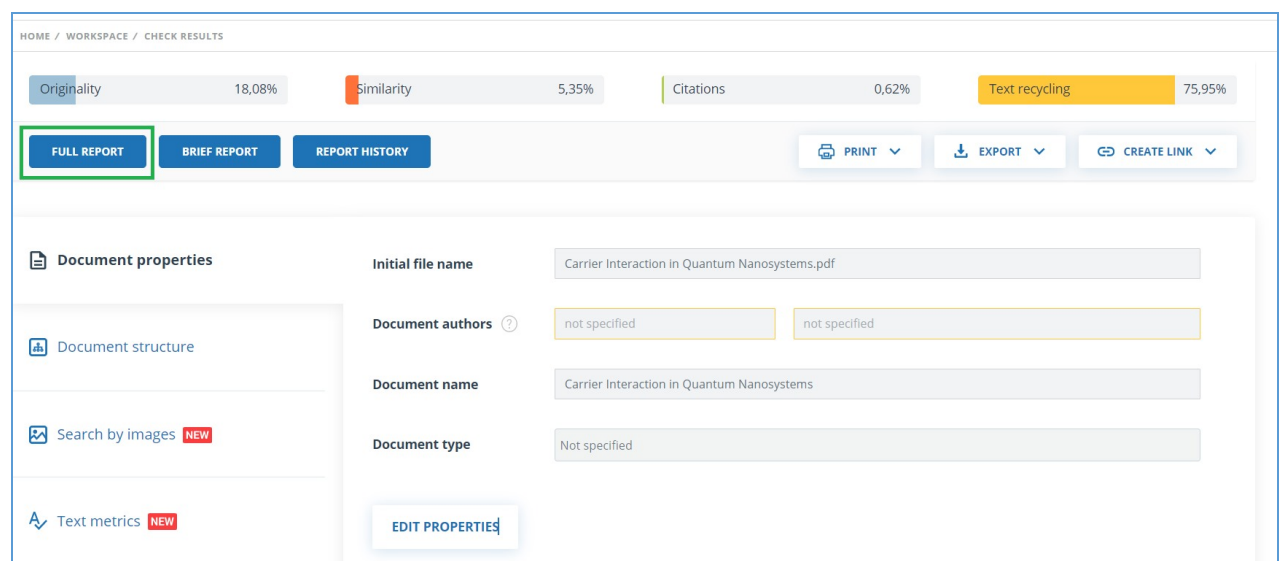 HOME / WORKSPACE / CHECK RESULTS
Originality 18,08% Similarity 5,35% Citations 0,62% Text recycling 75,95%
FULL REPORT BRIEF REPORT REPORT HISTORY PRINT EXPORT CREATE LINK
Document properties
Initial file name Carrier Interaction in Quantum Nanosystems.pdf
Document authors ? not specified not specified
Document structure
Document name Carrier Interaction in Quantum Nanosystems
Search by images NEW
Document type Not specified
Text metrics NEW
EDIT PROPERTIES